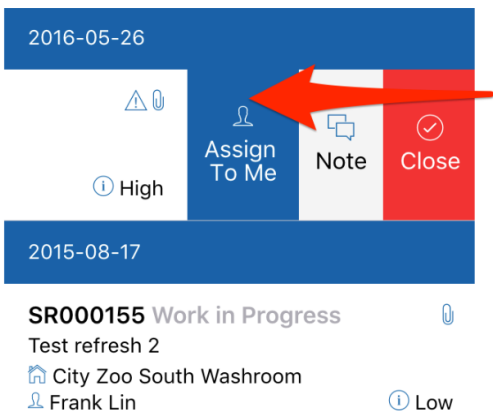 2016-05-26
Assign
To Me
Note
Close
High
2015-08-17
SR000155 Work in Progress
Test refresh 2
City Zoo South Washroom
Frank Lin
Low